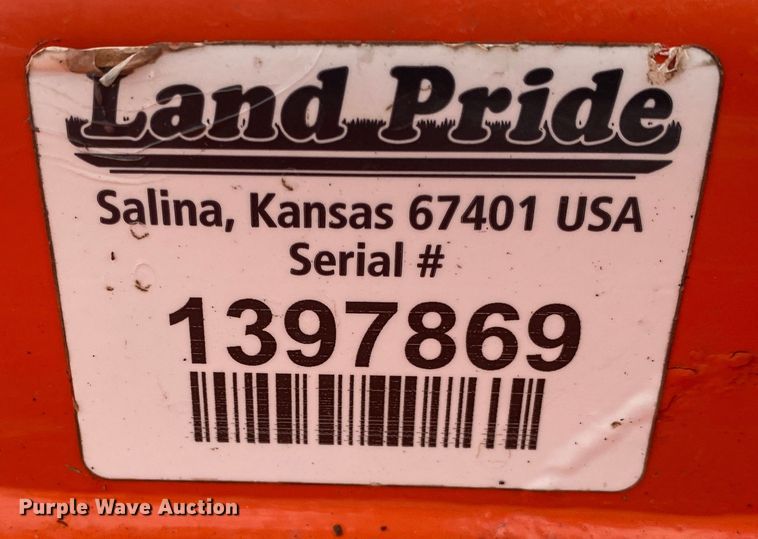 Land Pride
Salina, Kansas 67401 USA
Serial #
1397869
Purple Wave Auction